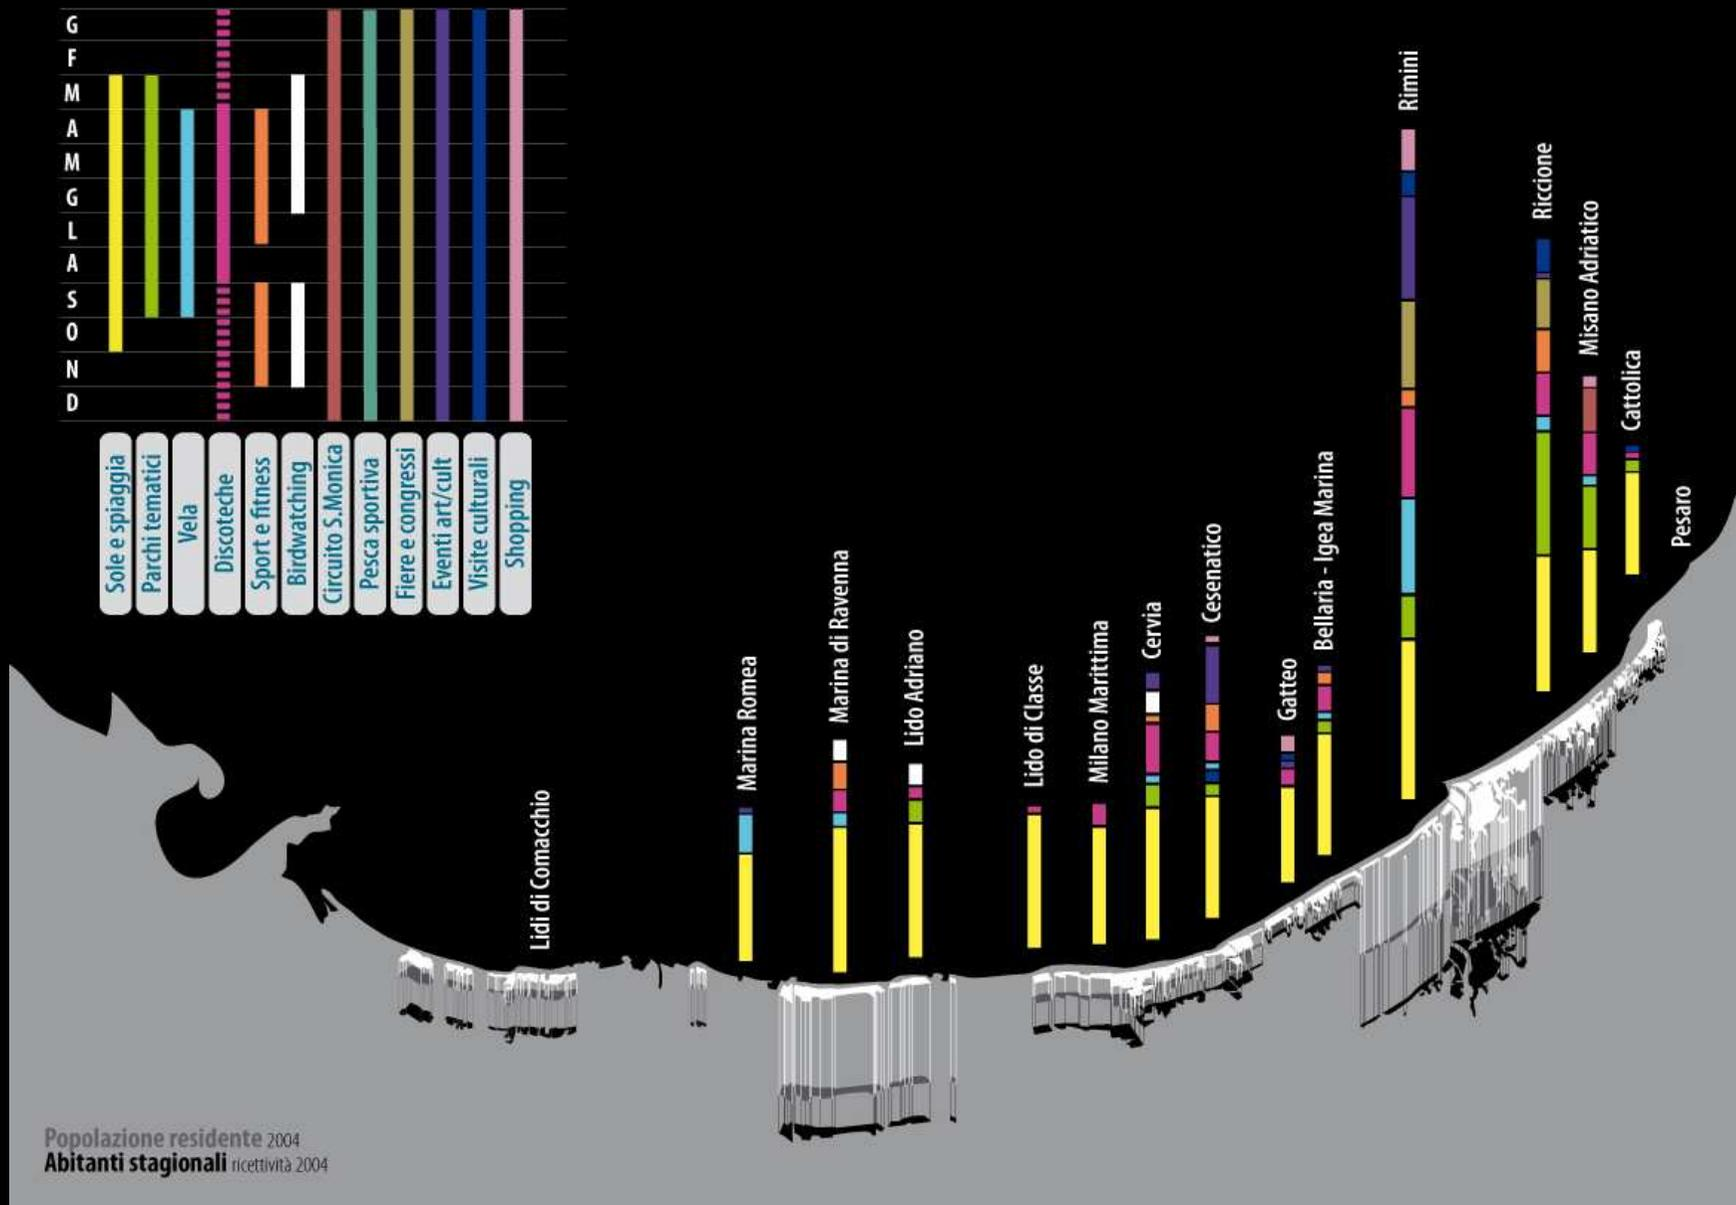 G
F
M
A
M
G
L
A
S
O
N
D
Sole e spiaggia
Parchi tematici
Vela
Discoteche
Sport e fitness
Birdwatching
Circuito S.Monica
Pesca sportiva
Fiere e congressi
Eventi art/cult
Visite culturali
Shopping
Lidi di Comacchio
Marina Romea
Marina di Ravenna
Lido Adriano
Lido di Classe
Milano Marittima
Cervia
Cesenatico
Gatteo
Bellaria - Igea Marina
Rimini
Riccione
Misano Adriatico
Cattolica
Pesaro
Popolazione residente 2004
Abitanti stagionali ricettività 2004